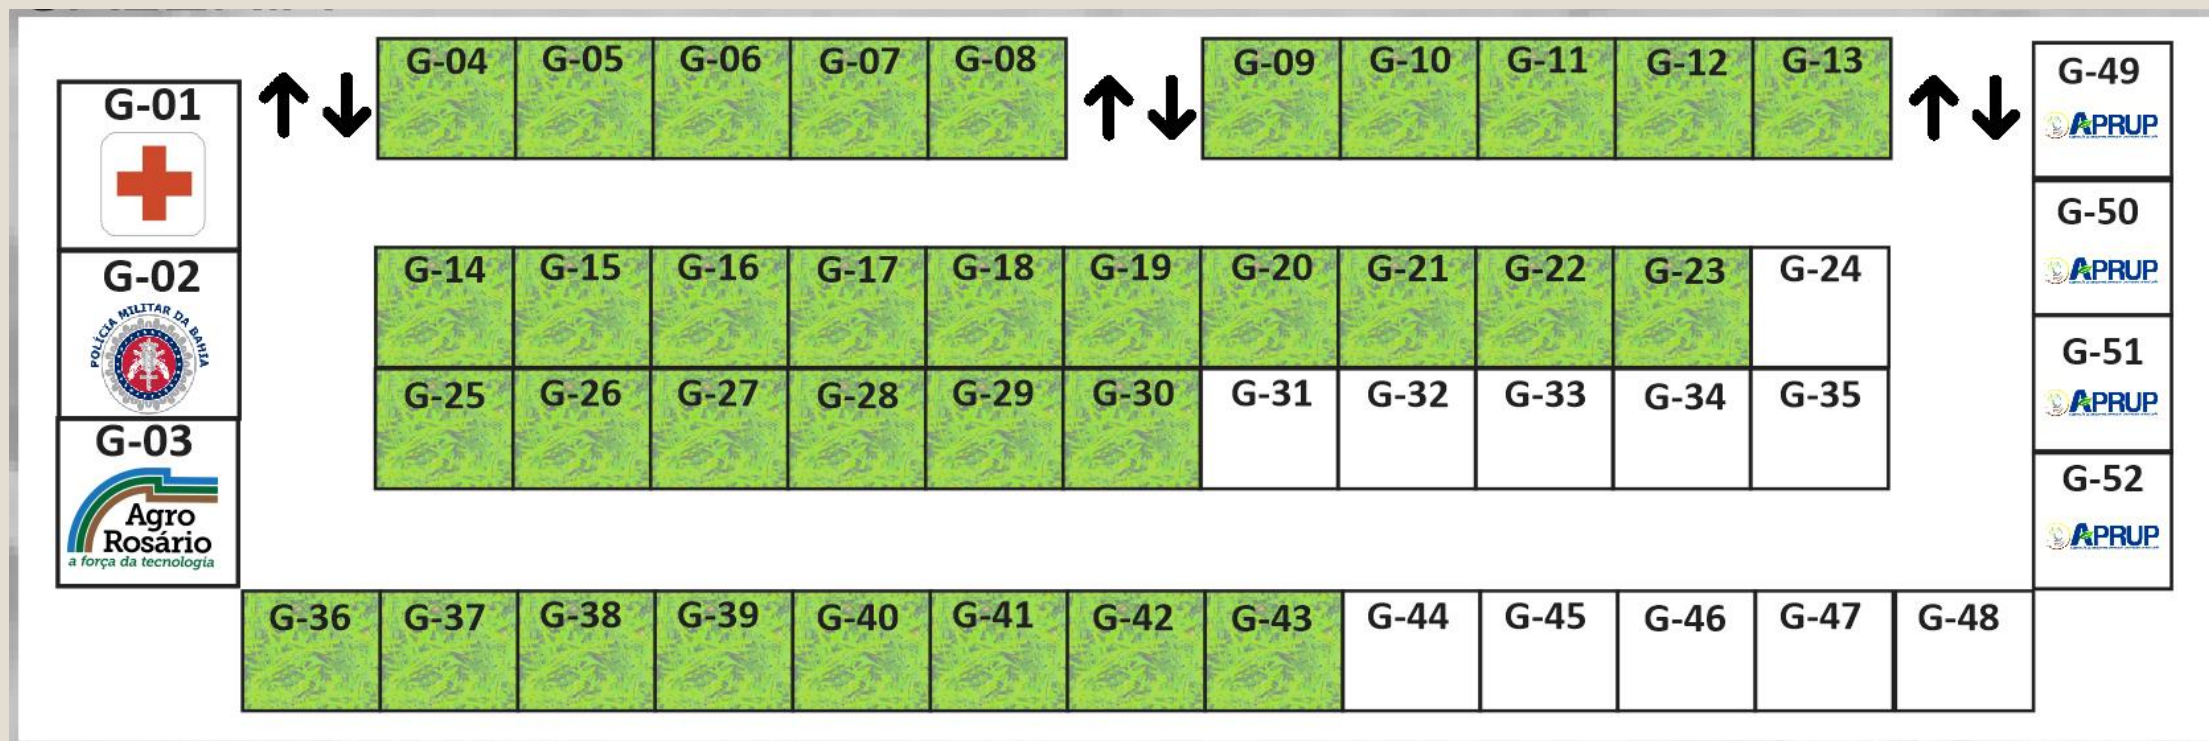 G-01
G-04 G-05 G-06 G-07 G-08 G-09 G-10 G-11 G-12 G-13
G-49
APRUP
G-50
APRUP
G-02
POLÍCIA MILITAR DA BAHIA
G-14 G-15 G-16 G-17 G-18 G-19 G-20 G-21 G-22 G-23 G-24
G-25 G-26 G-27 G-28 G-29 G-30 G-31 G-32 G-33 G-34 G-35
G-51
APRUP
G-03
Agro
Rosário
a força da tecnologia
G-52
APRUP
G-36 G-37 G-38 G-39 G-40 G-41 G-42 G-43 G-44 G-45 G-46 G-47 G-48